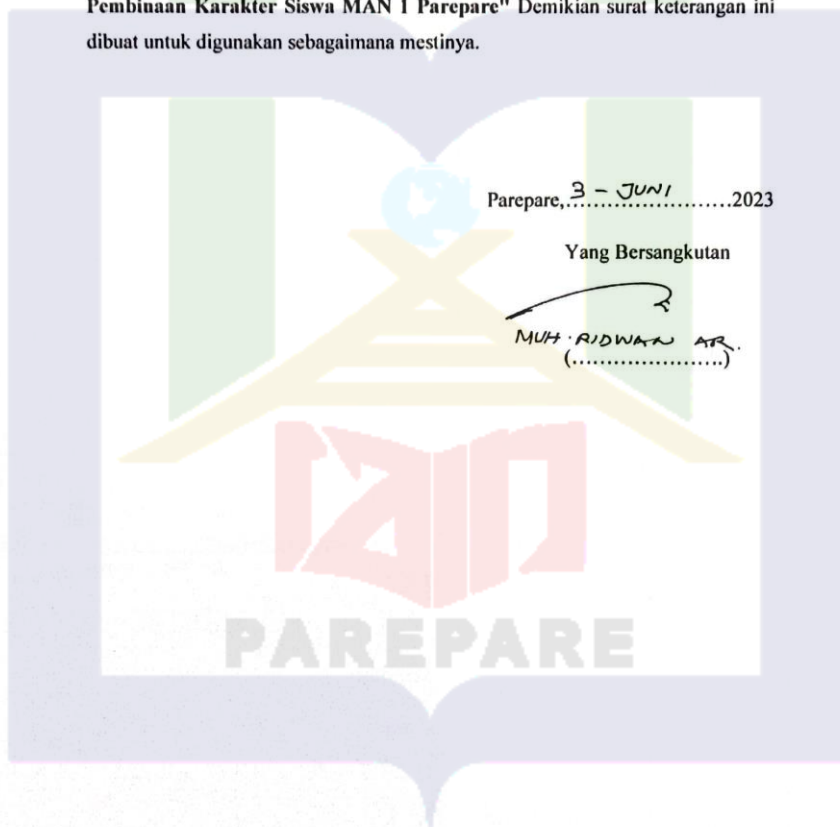 Pembinaan Karakter Siswa MAN 1 Parepare" Demikian surat keterangan ini
dibuat untuk digunakan sebagaimana mestinya.
Parepare, 3 - JUNI 2023
Yang Bersangkutan
MUH. RIDWAN AR.
(......................)
iain
PAREPARE